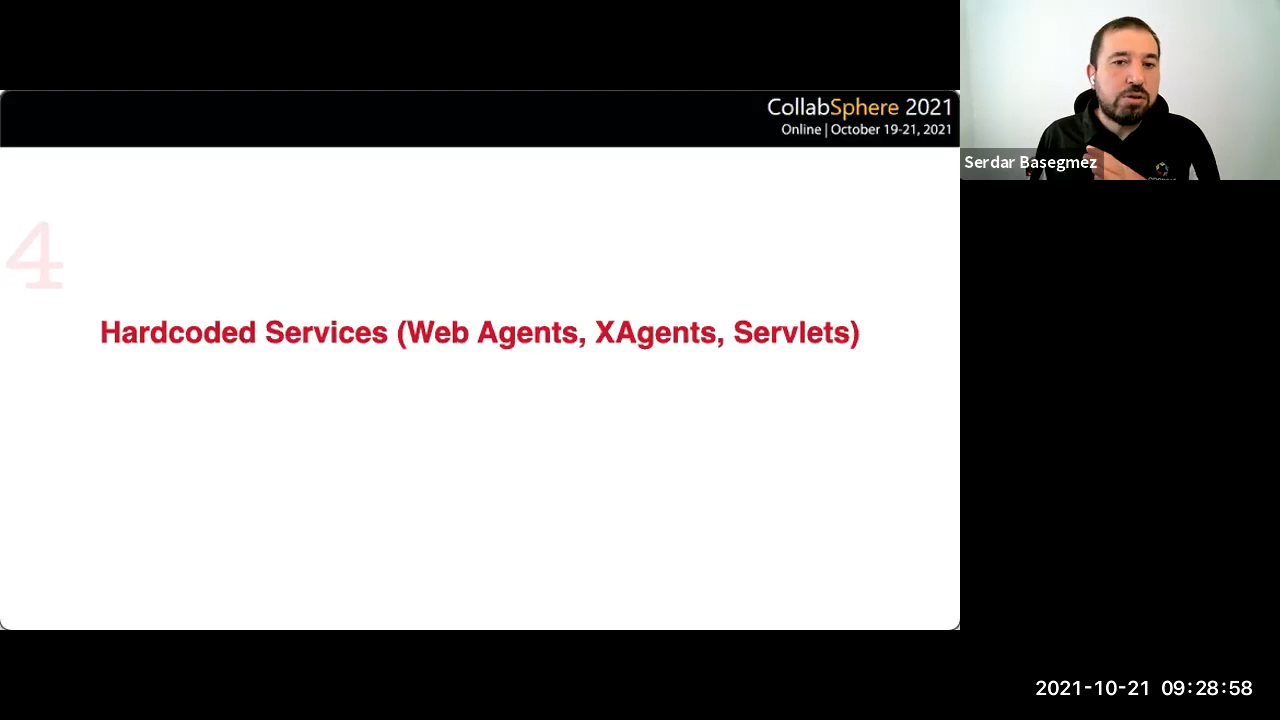 CollabSphere 2021
Online | October 19-21, 2021
Serdar Basegmez
4
Hardcoded Services (Web Agents, XAgents, Servlets)
2021-10-21 09:28:58